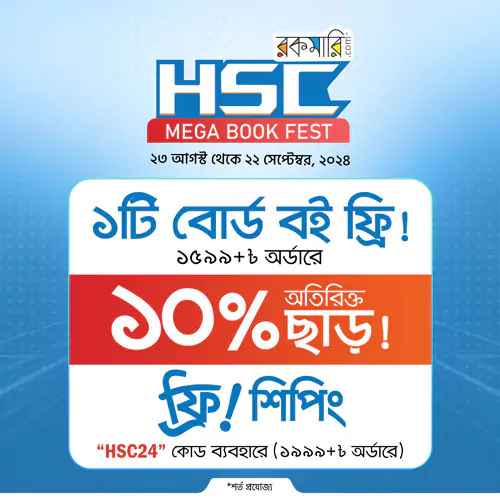 রকমারি.com
HSC
MEGA BOOK FEST
২৩ আগস্ট থেকে ২২ সেপ্টেম্বর, ২০২৪
১টি বোর্ড বই ফ্রি!
১৫৯৯+৳ অর্ডারে
১০% অতিরিক্ত ছাড়!
ফ্রি! শিপিং
“HSC24” কোড ব্যবহারে (১৯৯৯+৳ অর্ডারে)
*শর্ত প্রযোজ্য